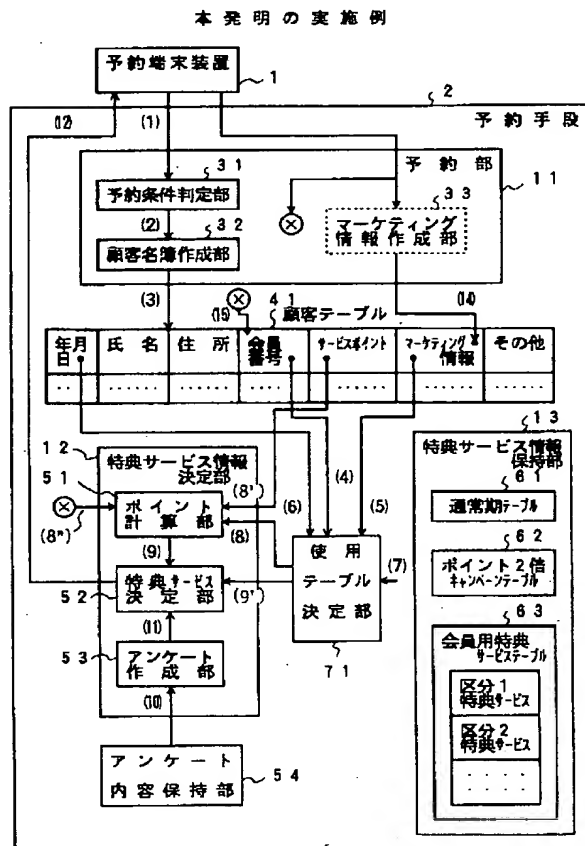 本発明の実施例
予約端末装置
1
2
予約手段
(12)
(1)
予約部
11
31
予約条件判定部
33
(2)
32
マーケティング
情報作成部
顧客名簿作成部
(3)
(15)
41
顧客テーブル
(14)
年月日
氏名
住所
会員番号
サービスポイント
マーケティング情報
その他
‥‥
‥‥‥
‥‥‥
‥‥‥
‥‥‥
‥‥‥
12
特典サービス情報
決定部
51
ポイント
計算部
(8')
(8")
(8)
(6)
(4)
(5)
(9)
52
特典サービス
決定部
(9')
使用
テーブル
決定部
(7)
71
(11)
53
アンケート
作成部
(10)
アンケート
内容保持部
54
13
特典サービス情報
保持部
61
通常期テーブル
62
ポイント2倍
キャンペーンテーブル
63
会員用特典
サービステーブル
区分1
特典サービス
区分2
特典サービス
‥‥